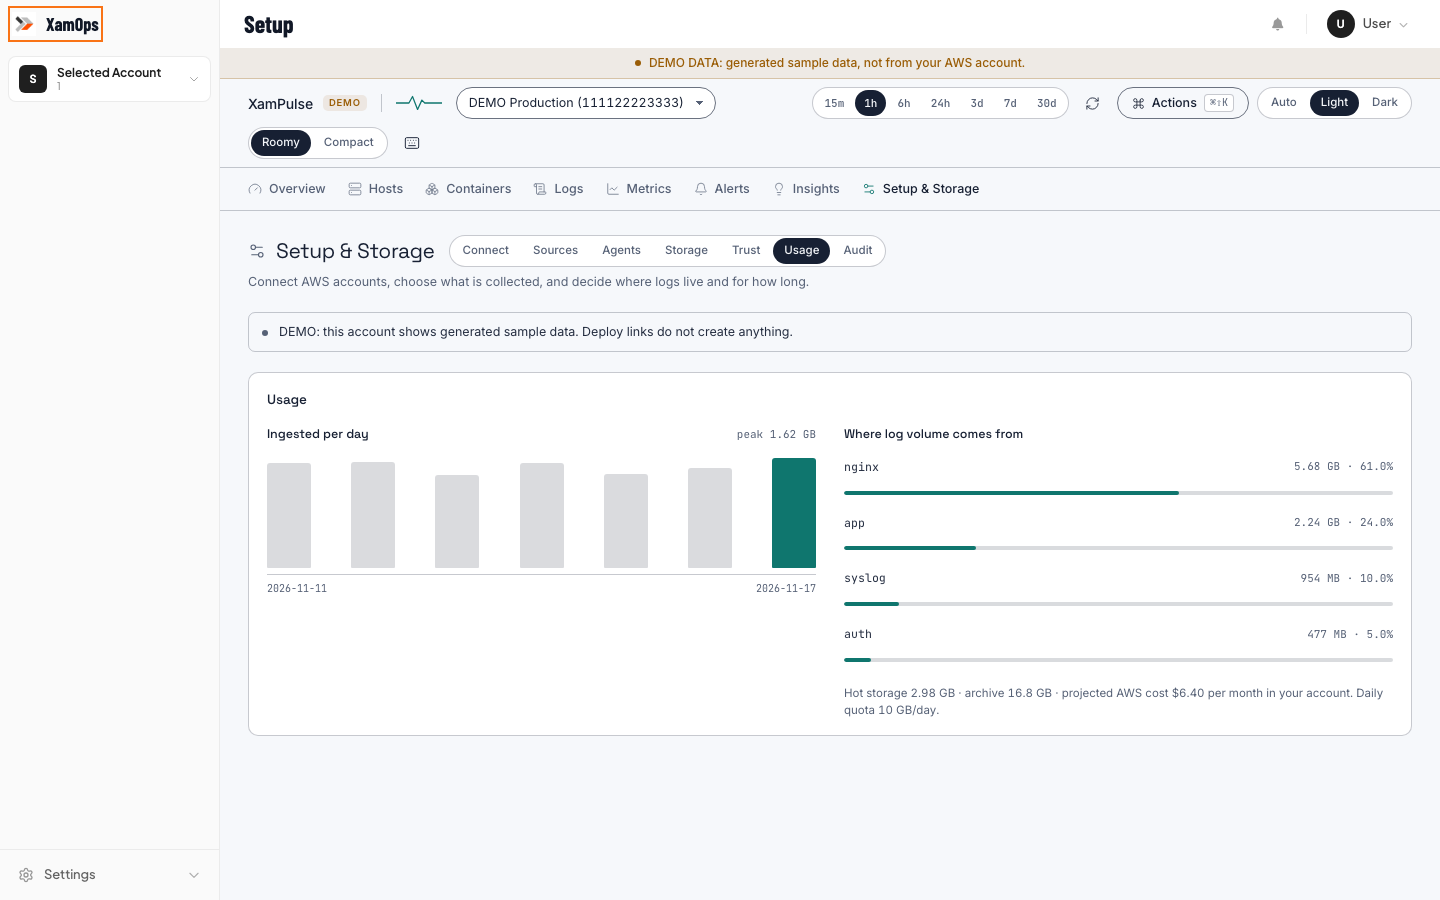 XamOps
Setup
U
User
S
Selected Account
1
DEMO DATA: generated sample data, not from your AWS account.
XamPulse
DEMO
DEMO Production (111122223333)
15m
1h
6h
24h
3d
7d
30d
⌘ Actions
⌘⇧K
Auto
Light
Dark
Roomy
Compact
Overview
Hosts
Containers
Logs
Metrics
Alerts
Insights
Setup & Storage
Setup & Storage
Connect
Sources
Agents
Storage
Trust
Usage
Audit
Connect AWS accounts, choose what is collected, and decide where logs live and for how long.
DEMO: this account shows generated sample data. Deploy links do not create anything.
Usage
Ingested per day
peak 1.62 GB
2026-11-11
2026-11-17
Where log volume comes from
nginx
5.68 GB · 61.0%
app
2.24 GB · 24.0%
syslog
954 MB · 10.0%
auth
477 MB · 5.0%
Hot storage 2.98 GB · archive 16.8 GB · projected AWS cost $6.40 per month in your account. Daily
quota 10 GB/day.
Settings